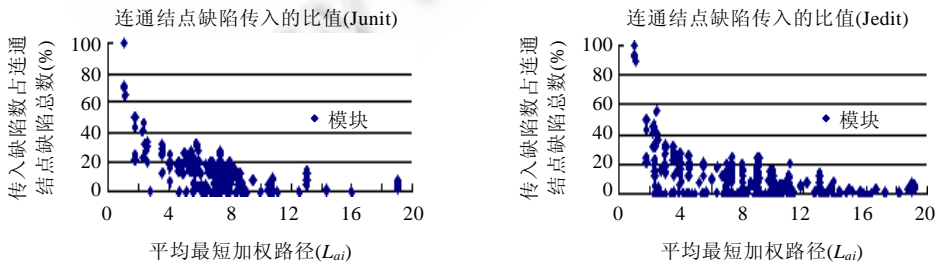 连通结点缺陷传入的比值(Junit)
传入缺陷数占连通
结点缺陷总数(%)
100
80
60
40
20
0
模块
0 4 8 12 16 20
平均最短加权路径(Lai)
连通结点缺陷传入的比值(Jedit)
传入缺陷数占连通
结点缺陷总数(%)
100
80
60
40
20
0
模块
0 4 8 12 16 20
平均最短加权路径(Lai)